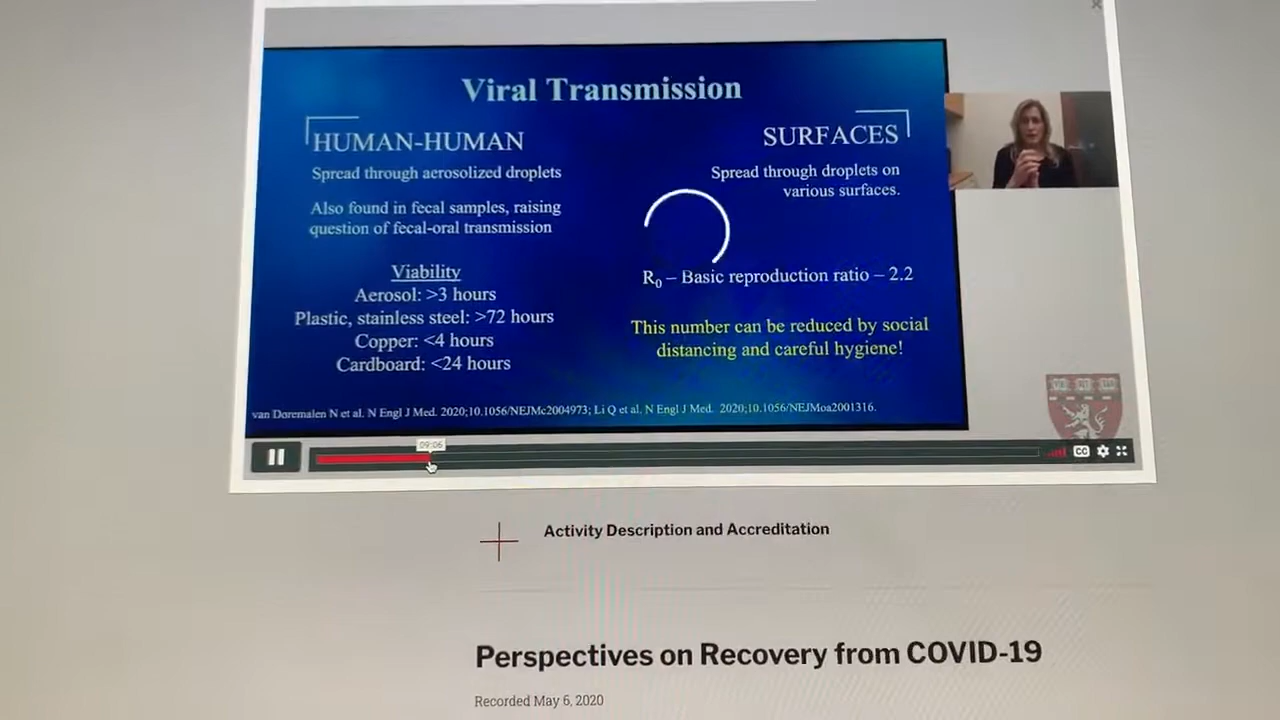 Viral Transmission
HUMAN-HUMAN
Spread through aerosolized droplets
Also found in fecal samples, raising
question of fecal-oral transmission
Viability
Aerosol: >3 hours
Plastic, stainless steel: >72 hours
Copper: <4 hours
Cardboard: <24 hours
SURFACES
Spread through droplets on
various surfaces.
R₀ – Basic reproduction ratio – 2.2
This number can be reduced by social
distancing and careful hygiene!
van Doremalen N et al. N Engl J Med. 2020;10.1056/NEJMc2004973; Li Q et al. N Engl J Med. 2020;10.1056/NEJMoa2001316.
09:06
CC
Activity Description and Accreditation
Perspectives on Recovery from COVID-19
Recorded May 6, 2020